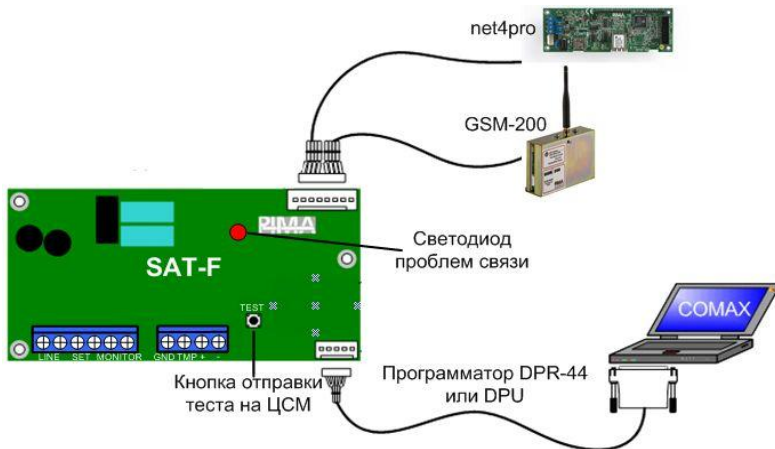 net4pro
GSM-200
PIMA
Светодиод
проблем связи
SAT-F
TEST
COMAX
LINE SET MONITOR
GND TMP + -
Кнопка отправки
теста на ЦСМ
Программатор DPR-44
или DPU